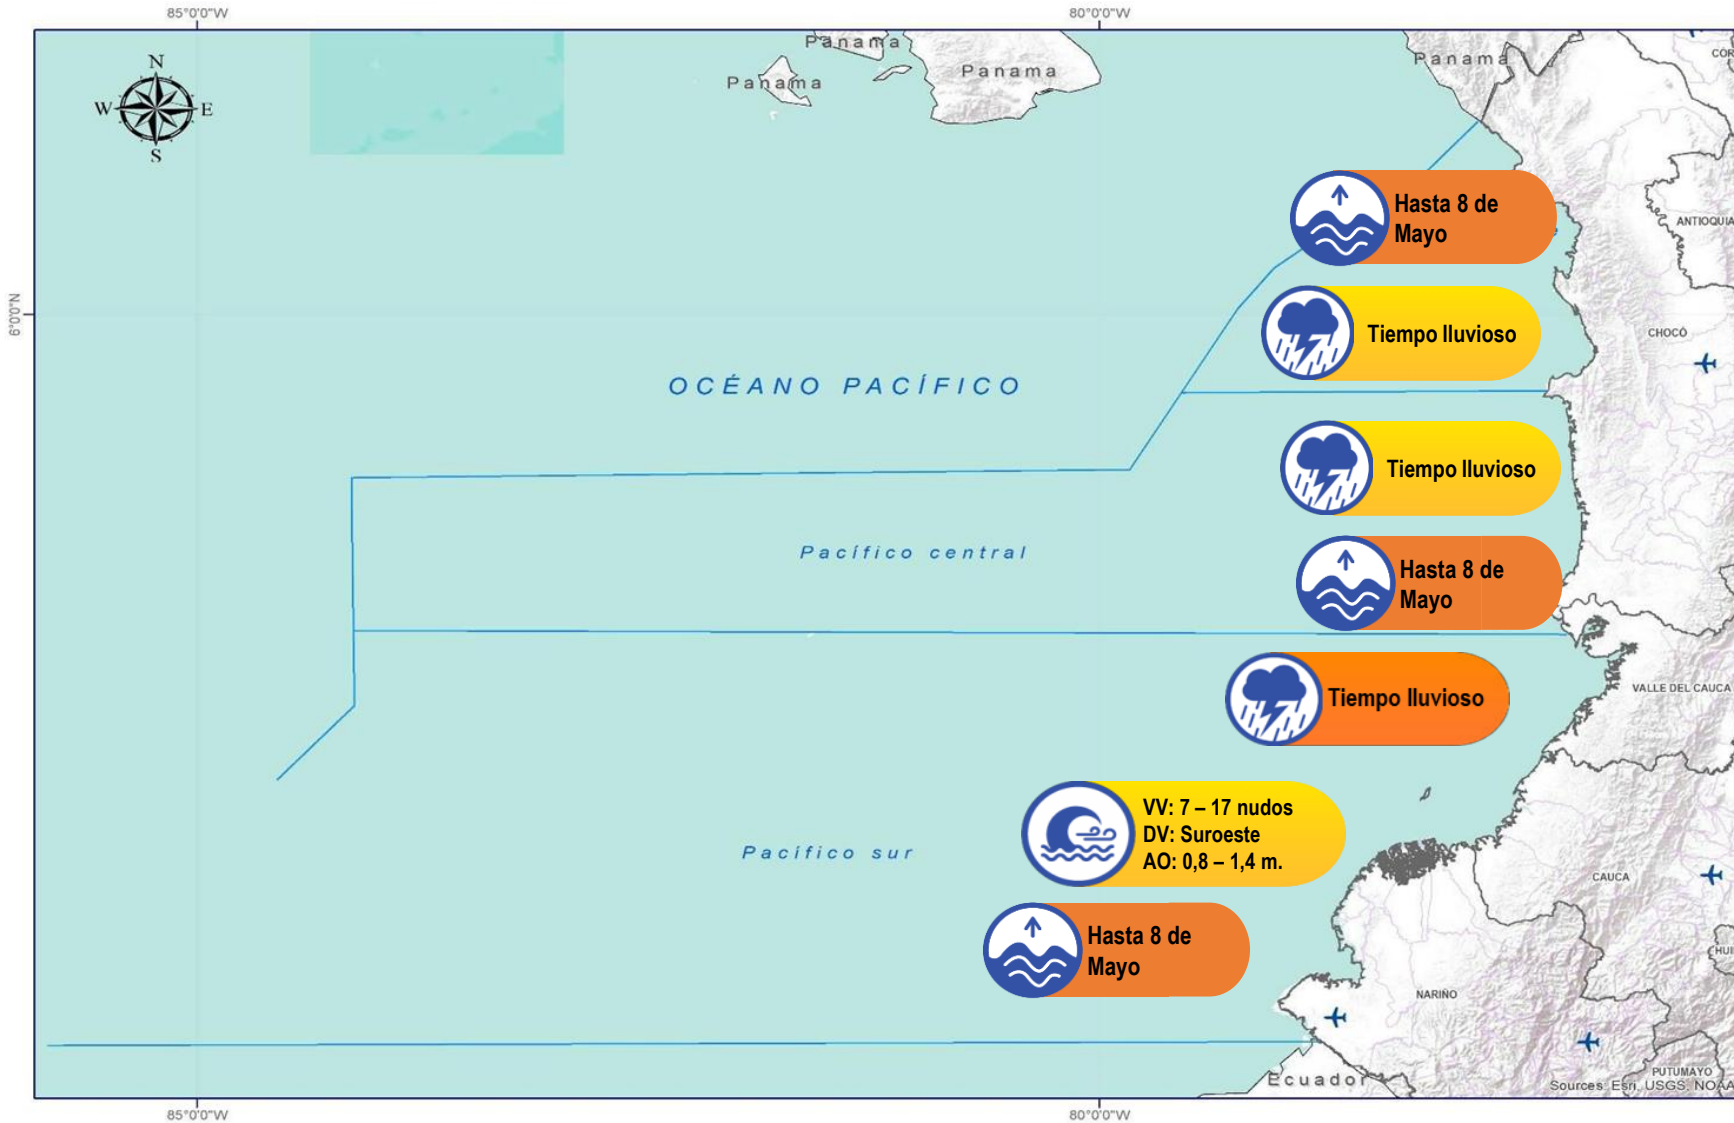 85°0'0"W
80°0'0"W
N
W
E
S
Panama
Panama
Panama
Panama
ANTIOQUIA
Hasta 8 de
Mayo
6°0'0"N
Tiempo lluvioso
CHOCÓ
OCÉANO PACÍFICO
Tiempo lluvioso
Pacífico central
Hasta 8 de
Mayo
Tiempo lluvioso
VALLE DEL CAUCA
VV: 7 – 17 nudos
DV: Suroeste
AO: 0,8 – 1,4 m.
Pacífico sur
CAUCA
Hasta 8 de
Mayo
HUI
NARIÑO
PUTUMAYO
Ecuador
Sources: Esri, USGS, NOAA
85°0'0"W
80°0'0"W